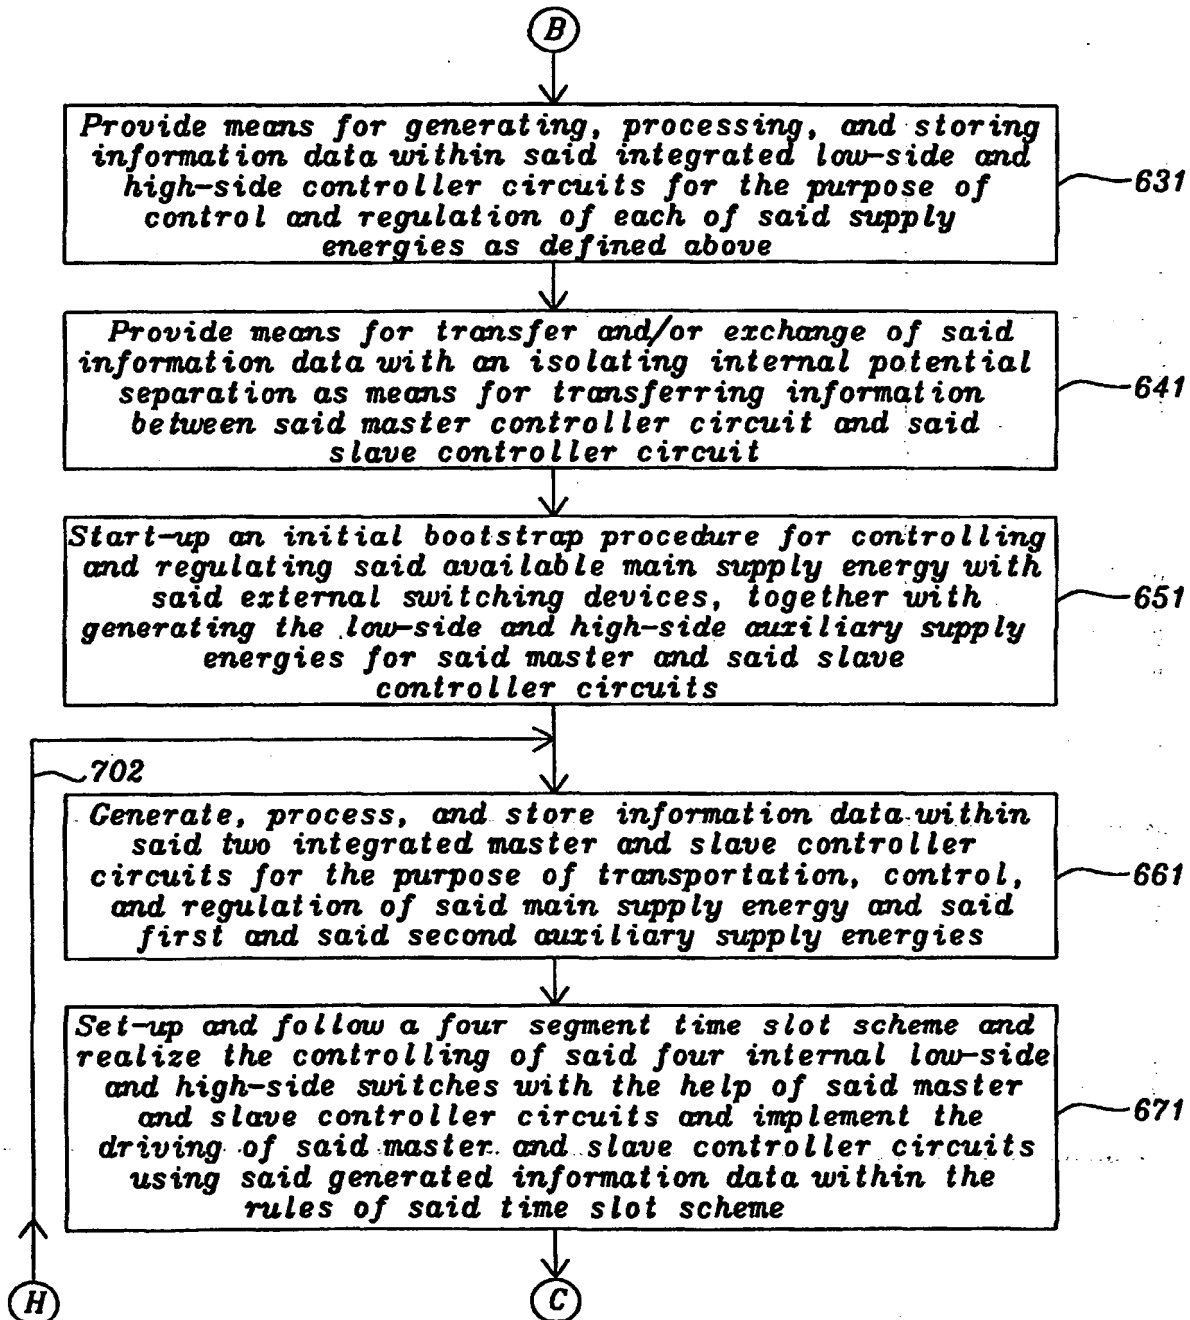 B
Provide means for generating, processing, and storing
information data within said integrated low-side and
high-side controller circuits for the purpose of
control and regulation of each of said supply
energies as defined above
631
Provide means for transfer and/or exchange of said
information data with an isolating internal potential
separation as means for transferring information
between said master controller circuit and said
slave controller circuit
641
Start-up an initial bootstrap procedure for controlling
and regulating said available main supply energy with
said external switching devices, together with
generating the low-side and high-side auxiliary supply
energies for said master and said slave
controller circuits
651
702
Generate, process, and store information data within
said two integrated master and slave controller
circuits for the purpose of transportation, control,
and regulation of said main supply energy and said
first and said second auxiliary supply energies
661
Set-up and follow a four segment time slot scheme and
realize the controlling of said four internal low-side
and high-side switches with the help of said master
and slave controller circuits and implement the
driving of said master and slave controller circuits
using said generated information data within the
rules of said time slot scheme
671
H
C